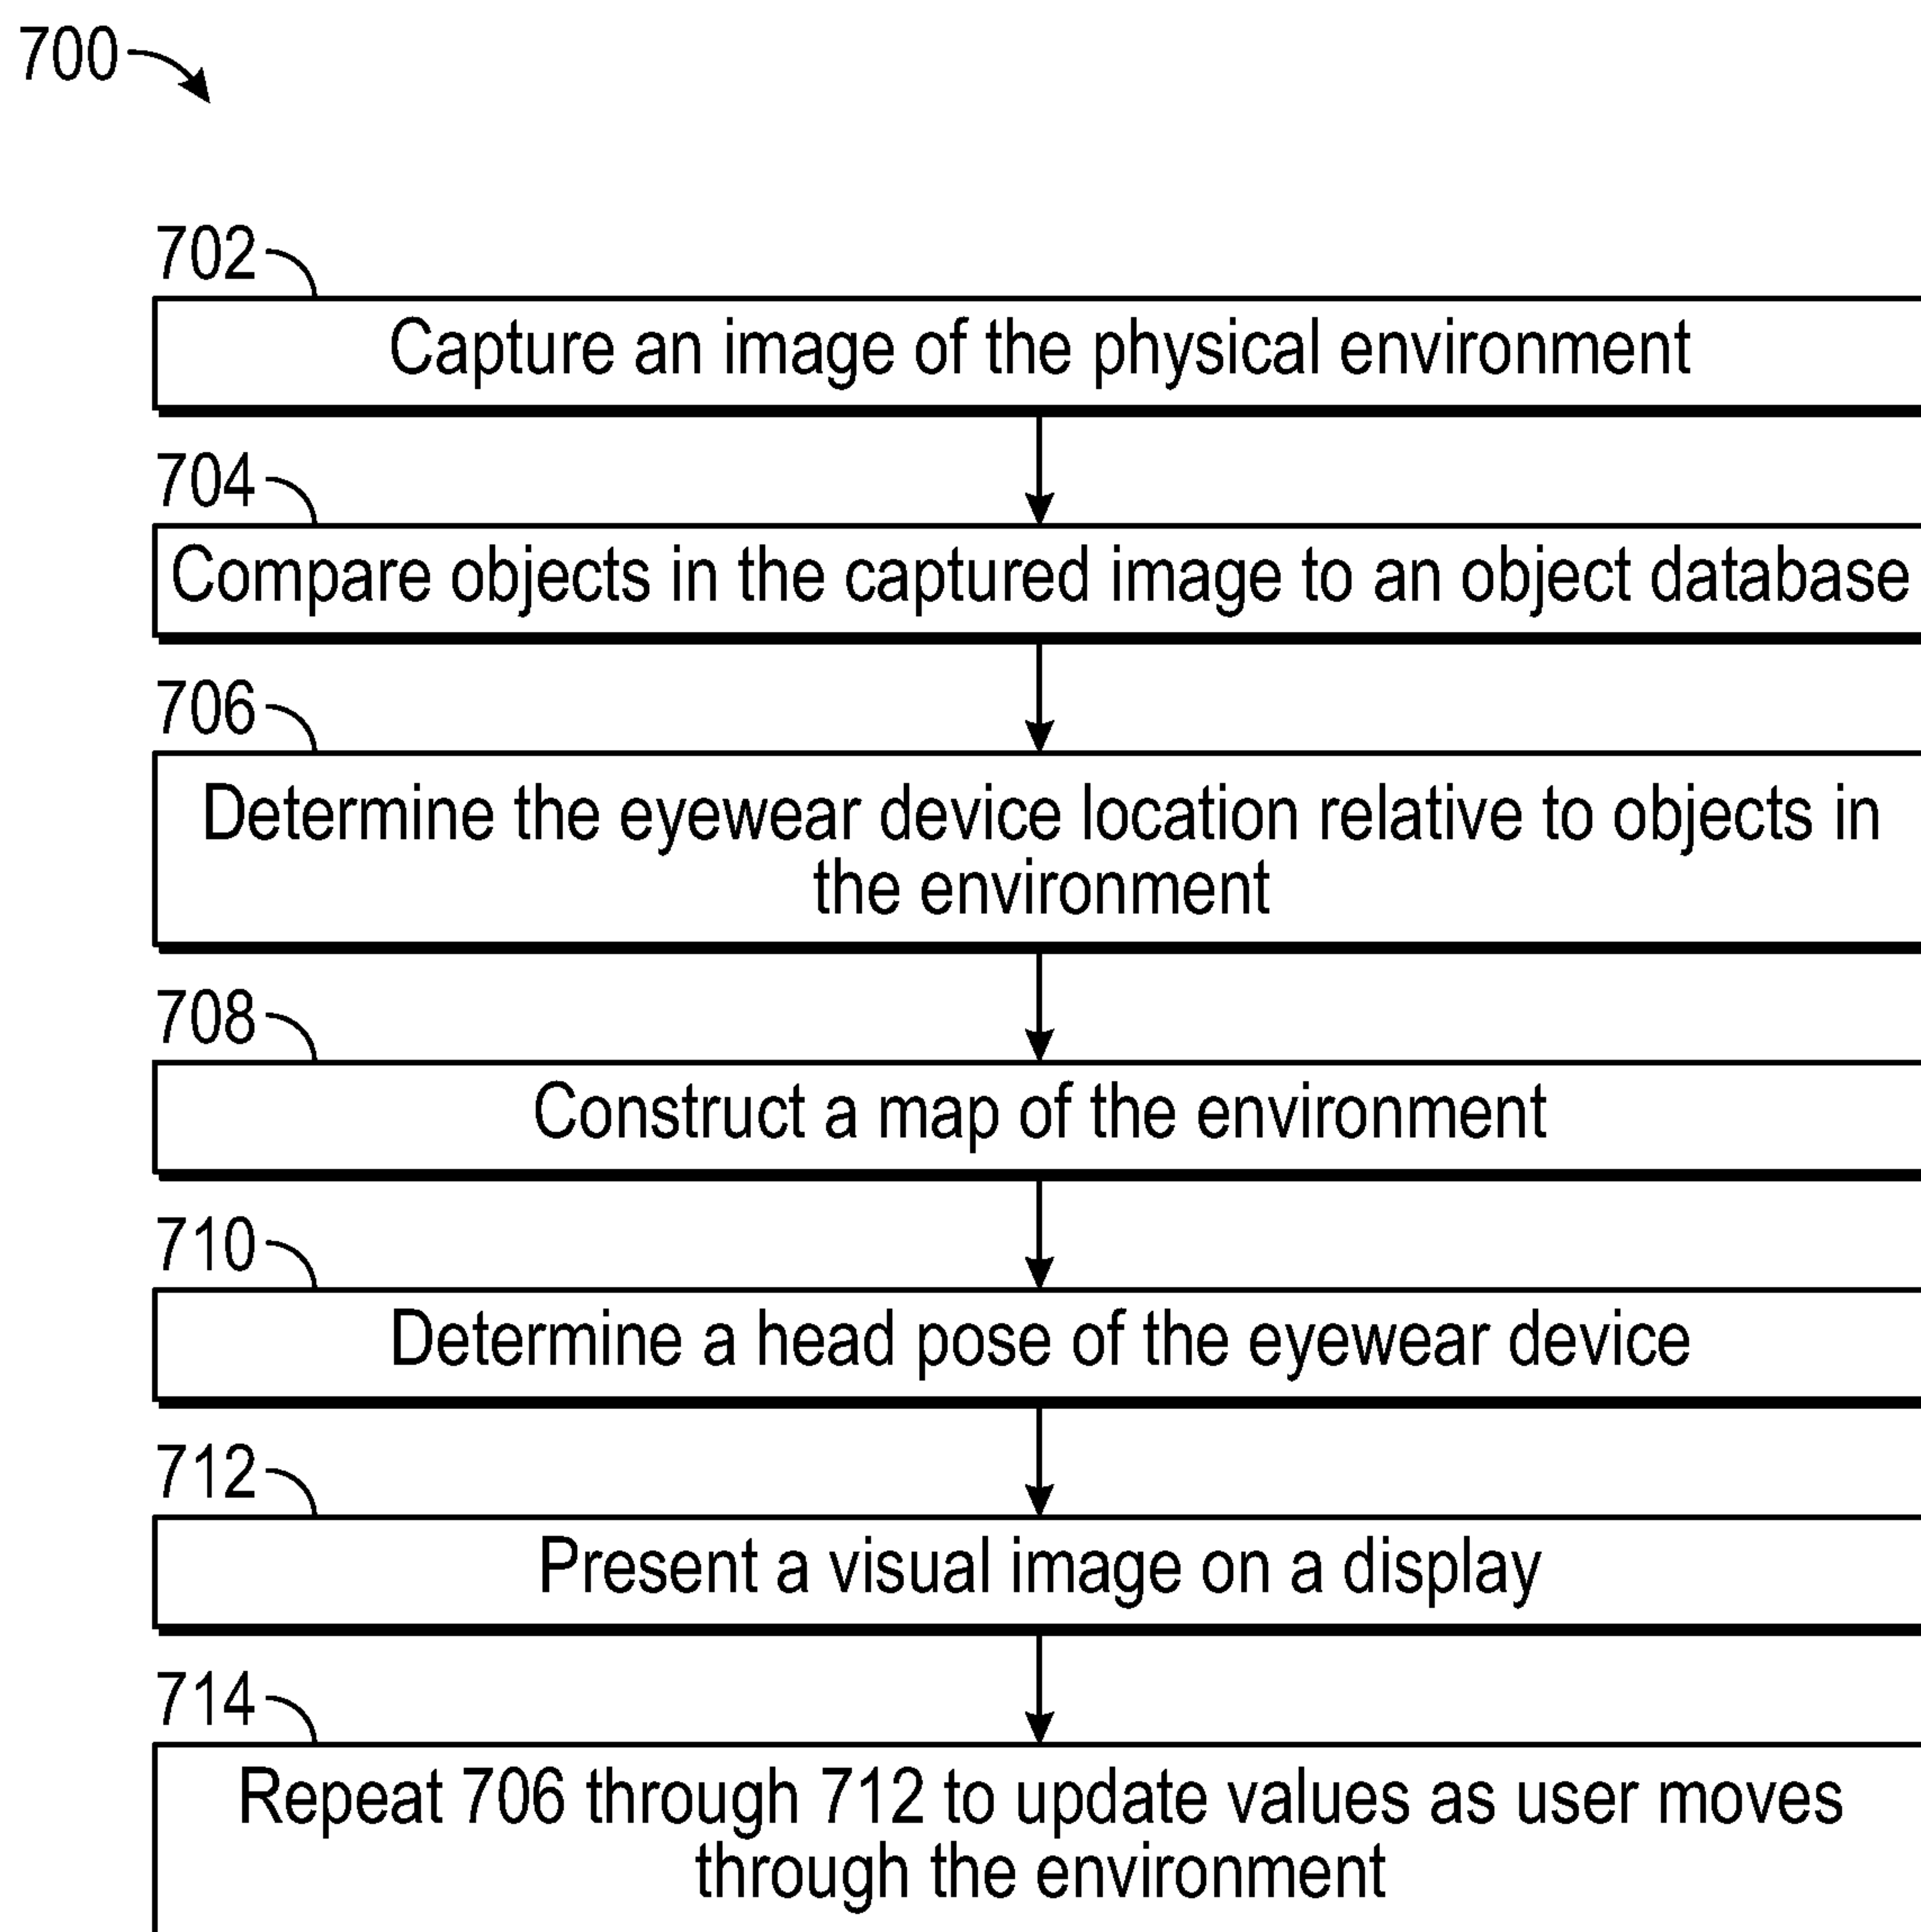 700
702
Capture an image of the physical environment
704
Compare objects in the captured image to an object database
706
Determine the eyewear device location relative to objects in
the environment
708
Construct a map of the environment
710
Determine a head pose of the eyewear device
712
Present a visual image on a display
714
Repeat 706 through 712 to update values as user moves
through the environment